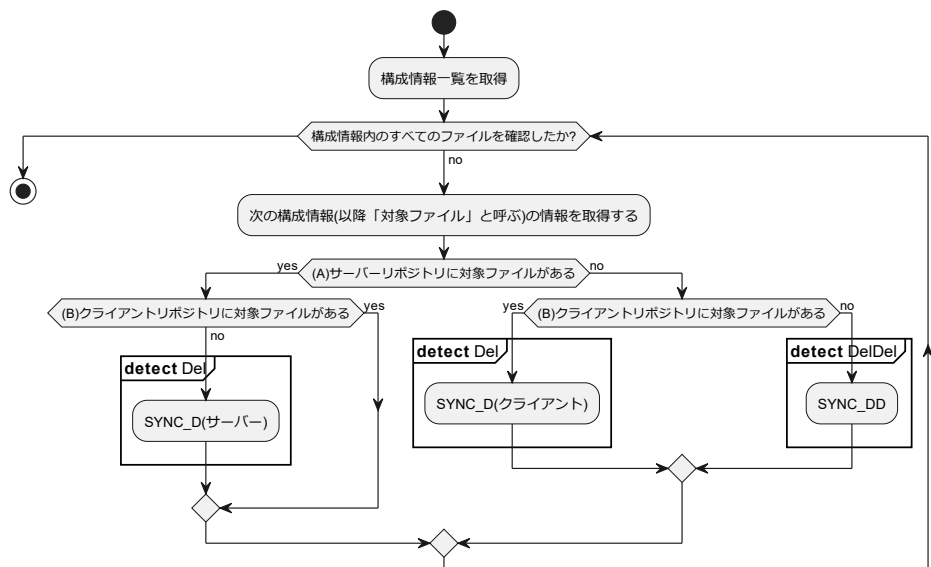 構成情報一覧を取得
構成情報内のすべてのファイルを確認したか?
no
次の構成情報(以降「対象ファイル」と呼ぶ)の情報を取得する
yes
(A)サーバーリポジトリに対象ファイルがある
no
(B)クライアントリポジトリに対象ファイルがある
yes
no
detect Del
SYNC_D(サーバー)
yes
(B)クライアントリポジトリに対象ファイルがある
no
detect Del
SYNC_D(クライアント)
detect DelDel
SYNC_DD